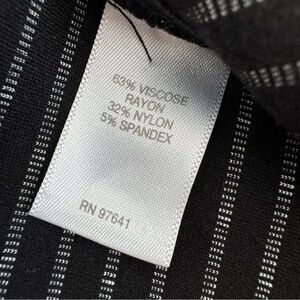 63% VISCOSE
RAYON
32% NYLON
5% SPANDEX
RN 97641